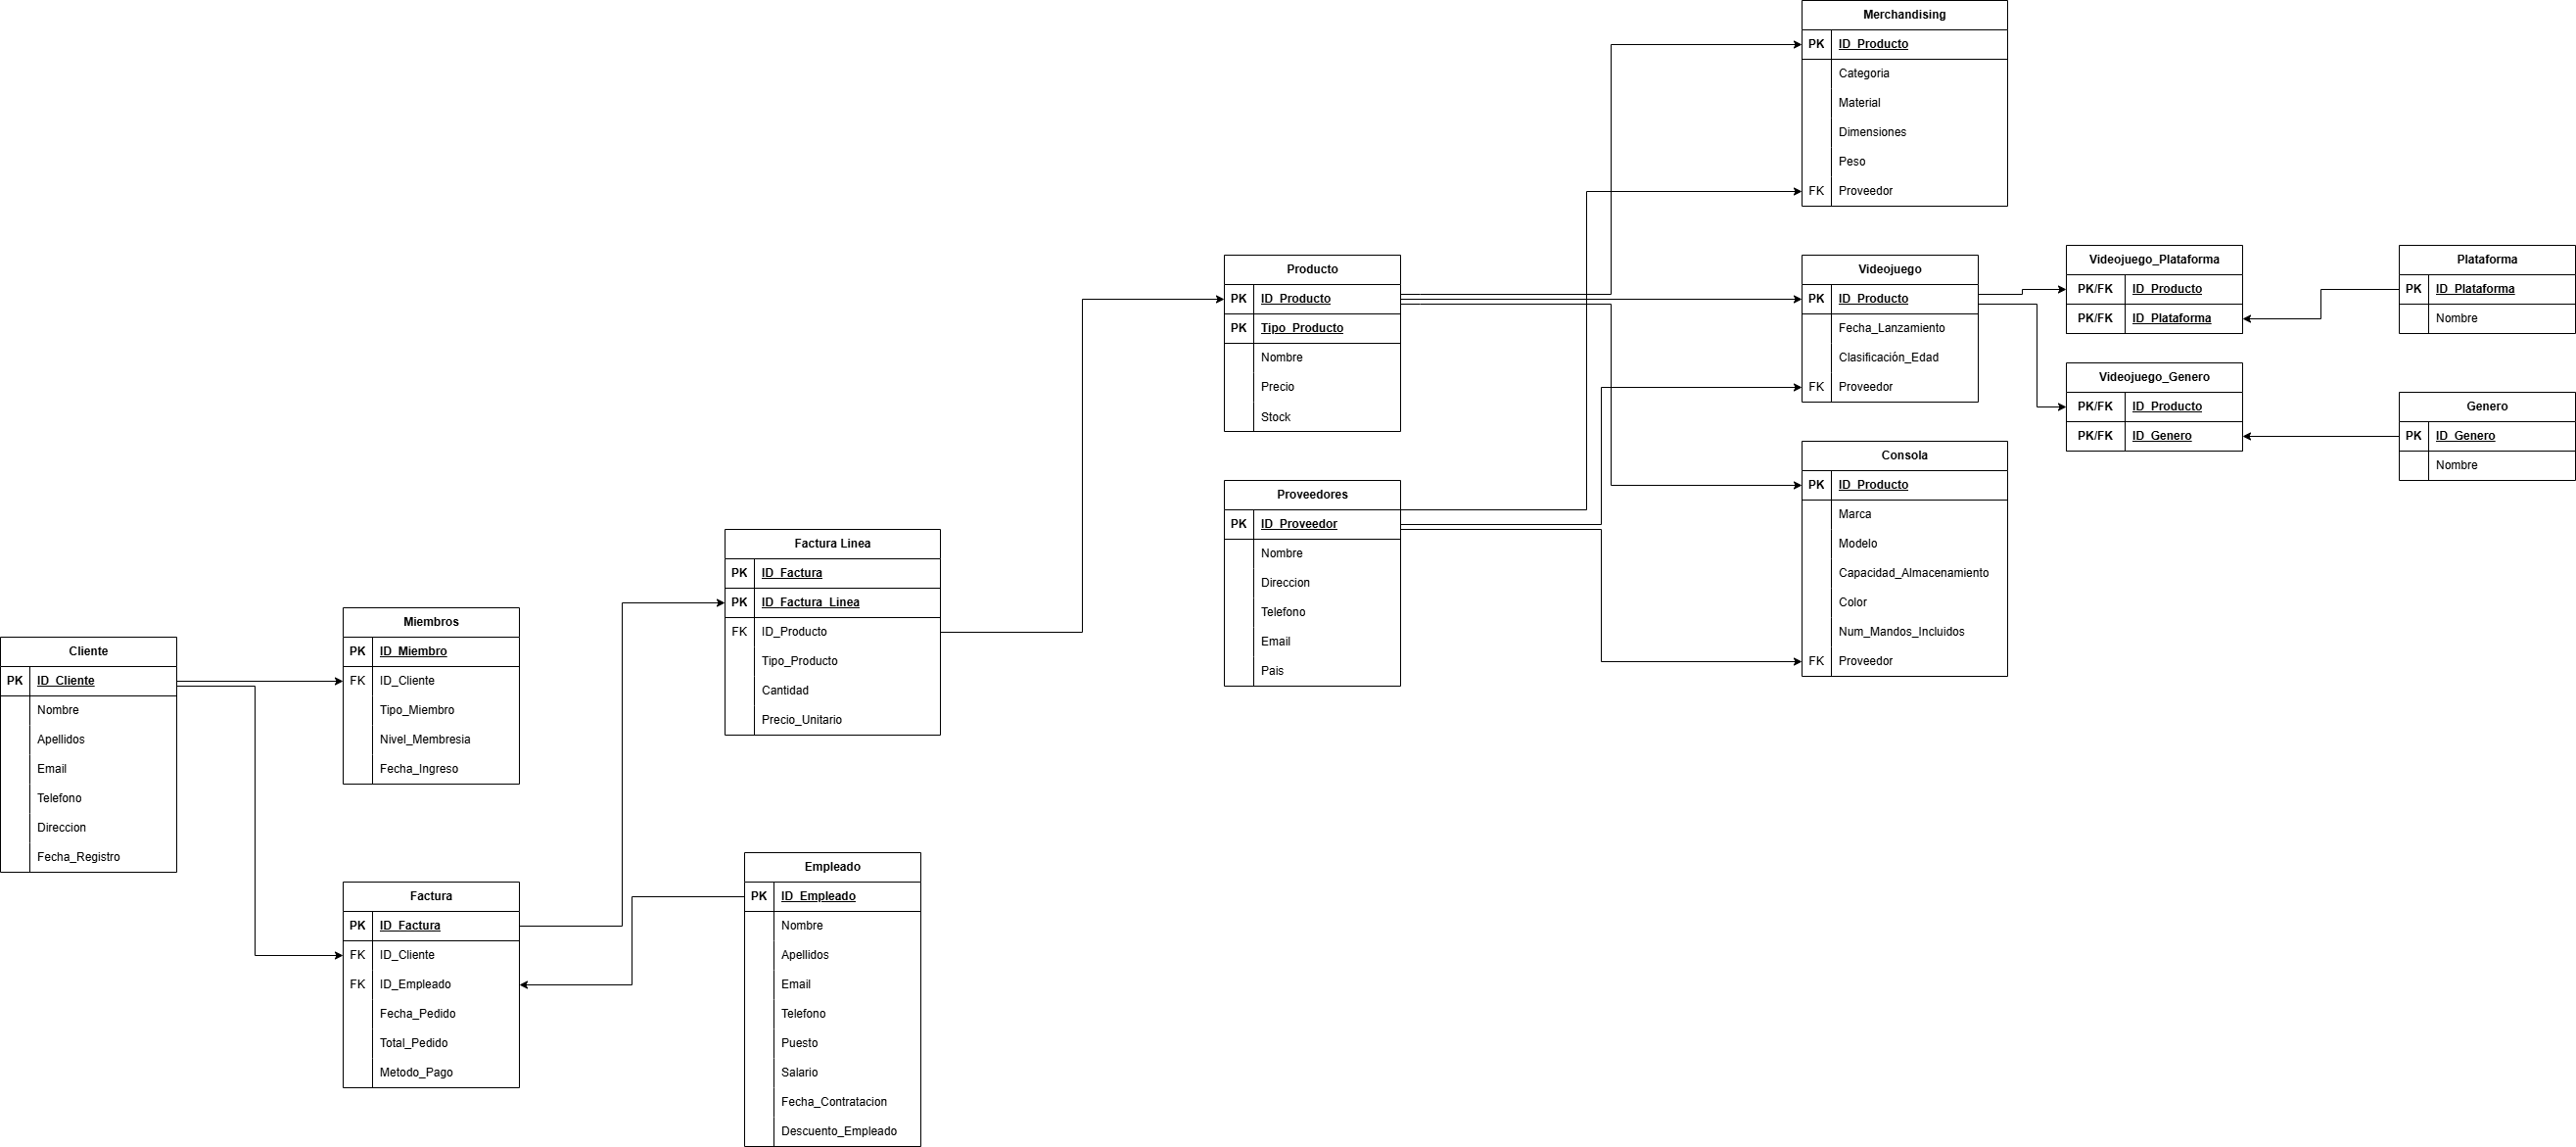 Merchandising
PK ID_Producto
Categoria
Material
Dimensiones
Peso
FK Proveedor
Producto
PK ID_Producto
PK Tipo_Producto
Nombre
Precio
Stock
Videojuego
PK ID_Producto
Fecha_Lanzamiento
Clasificación_Edad
FK Proveedor
Videojuego_Plataforma
PK/FK ID_Producto
PK/FK ID_Plataforma
Plataforma
PK ID_Plataforma
Nombre
Videojuego_Genero
PK/FK ID_Producto
PK/FK ID_Genero
Genero
PK ID_Genero
Nombre
Consola
PK ID_Producto
Marca
Modelo
Capacidad_Almacenamiento
Color
Num_Mandos_Incluidos
FK Proveedor
Proveedores
PK ID_Proveedor
Nombre
Direccion
Telefono
Email
Pais
Factura Linea
PK ID_Factura
PK ID_Factura_Linea
FK ID_Producto
Tipo_Producto
Cantidad
Precio_Unitario
Miembros
PK ID_Miembro
FK ID_Cliente
Tipo_Miembro
Nivel_Membresia
Fecha_Ingreso
Cliente
PK ID_Cliente
Nombre
Apellidos
Email
Telefono
Direccion
Fecha_Registro
Factura
PK ID_Factura
FK ID_Cliente
FK ID_Empleado
Fecha_Pedido
Total_Pedido
Metodo_Pago
Empleado
PK ID_Empleado
Nombre
Apellidos
Email
Telefono
Puesto
Salario
Fecha_Contratacion
Descuento_Empleado